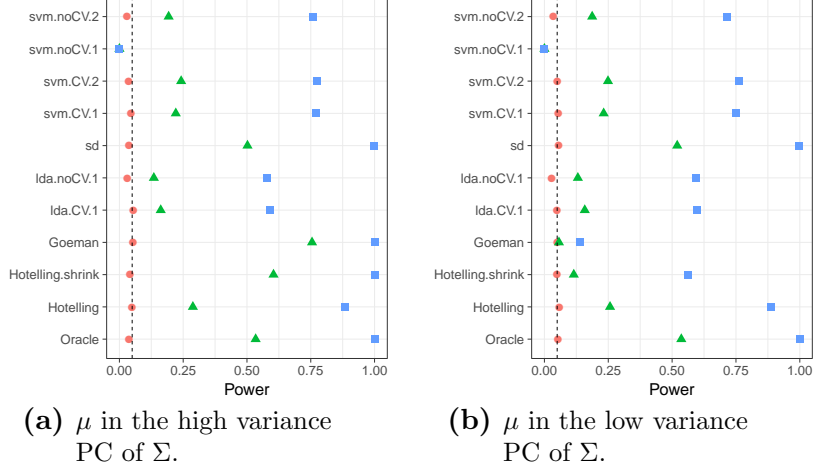 svm.noCV.2
svm.noCV.1
svm.CV.2
svm.CV.1
sd
lda.noCV.1
lda.CV.1
Goeman
Hotelling.shrink
Hotelling
Oracle
0.00 0.25 0.50 0.75 1.00
Power
(a) μ in the high variance
PC of Σ.
svm.noCV.2
svm.noCV.1
svm.CV.2
svm.CV.1
sd
lda.noCV.1
lda.CV.1
Goeman
Hotelling.shrink
Hotelling
Oracle
0.00 0.25 0.50 0.75 1.00
Power
(b) μ in the low variance
PC of Σ.